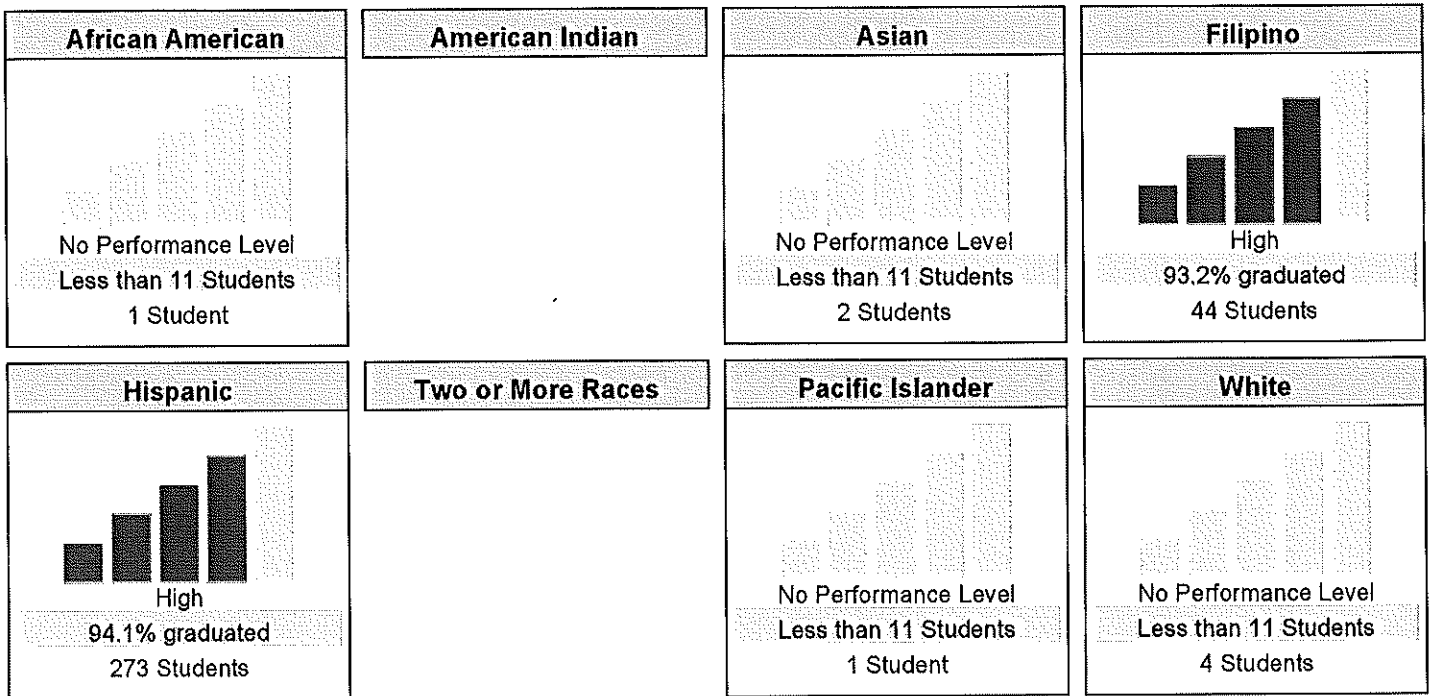 African American
No Performance Level
Less than 11 Students
1 Student
American Indian
Asian
No Performance Level
Less than 11 Students
2 Students
Filipino
High
93.2% graduated
44 Students
Hispanic
High
94.1% graduated
273 Students
Two or More Races
Pacific Islander
No Performance Level
Less than 11 Students
1 Student
White
No Performance Level
Less than 11 Students
4 Students